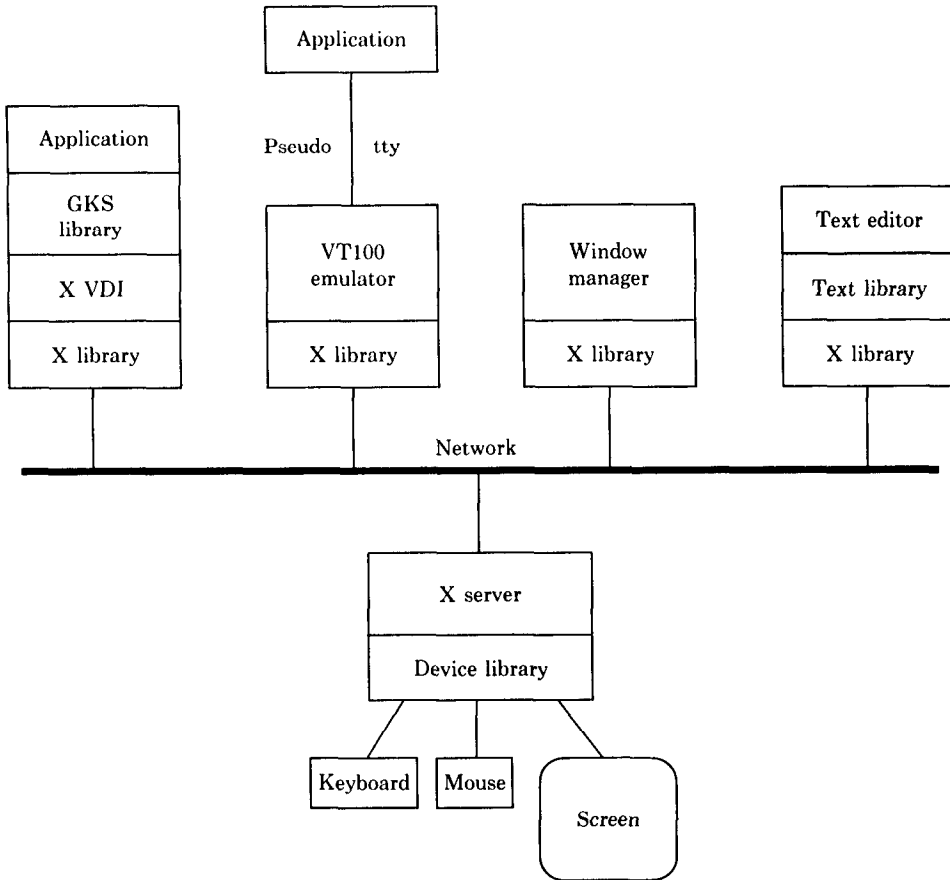 Application
Pseudo tty
Application
GKS
library
X VDI
X library
VT100
emulator
X library
Window
manager
X library
Text editor
Text library
X library
Network
X server
Device library
Keyboard
Mouse
Screen